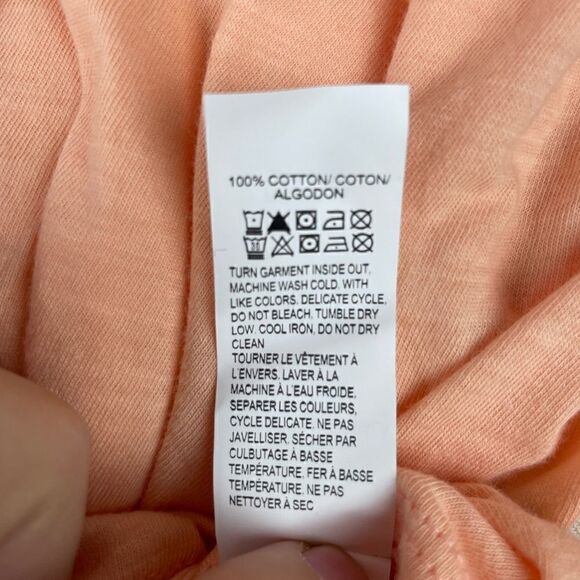 100% COTTON/ COTON/
ALGODON
30
TURN GARMENT INSIDE OUT,
MACHINE WASH COLD, WITH
LIKE COLORS. DELICATE CYCLE,
DO NOT BLEACH. TUMBLE DRY
LOW. COOL IRON, DO NOT DRY
CLEAN
TOURNER LE VÊTEMENT À
L'ENVERS. LAVER À LA
MACHINE À L'EAU FROIDE,
SEPARER LES COULEURS,
CYCLE DELICATE. NE PAS
JAVELLISER. SÉCHER PAR
CULBUTAGE À BASSE
TEMPÉRATURE, FER À BASSE
TEMPÉRATURE. NE PAS
NETTOYER À SEC